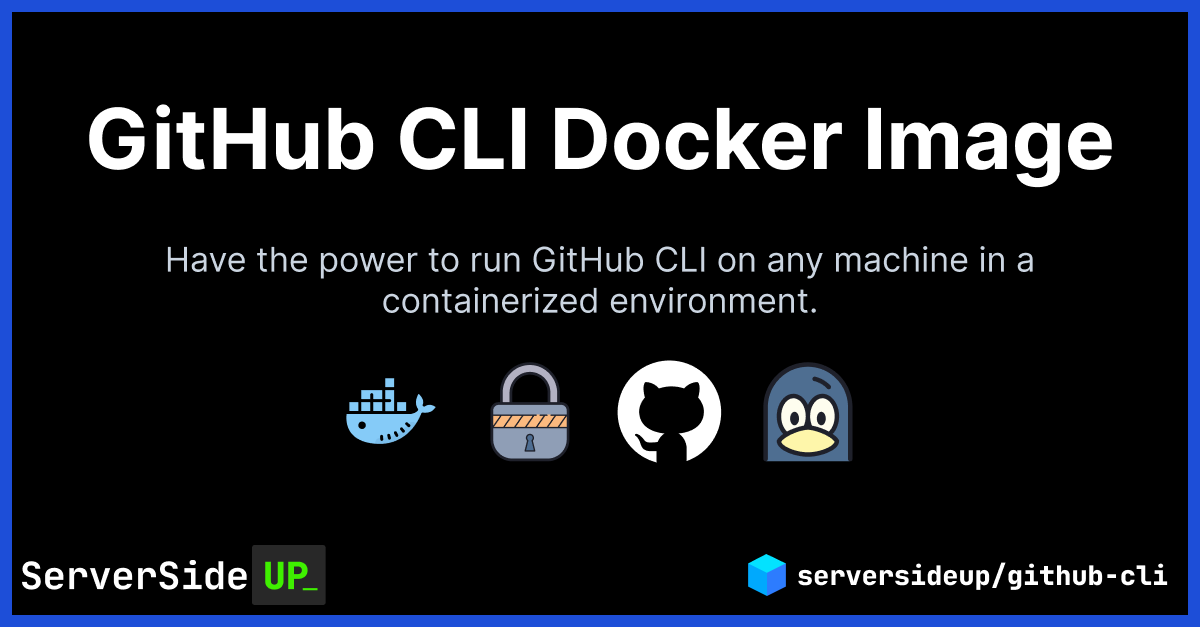 GitHub CLI Docker Image
Have the power to run GitHub CLI on any machine in a
containerized environment.
ServerSide UP_
serversideup/github-cli